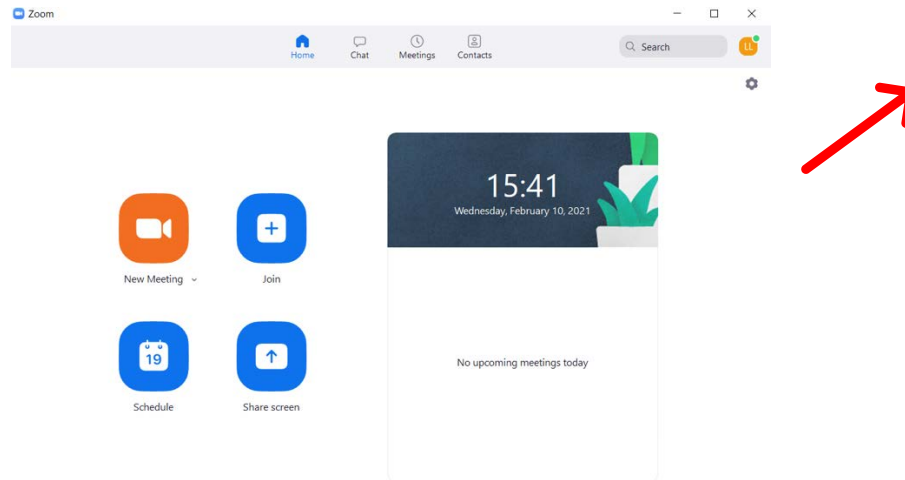 Zoom
Home
Chat
Meetings
Contacts
Search
LL
15:41
Wednesday, February 10, 2021
New Meeting
Join
19
Schedule
Share screen
No upcoming meetings today